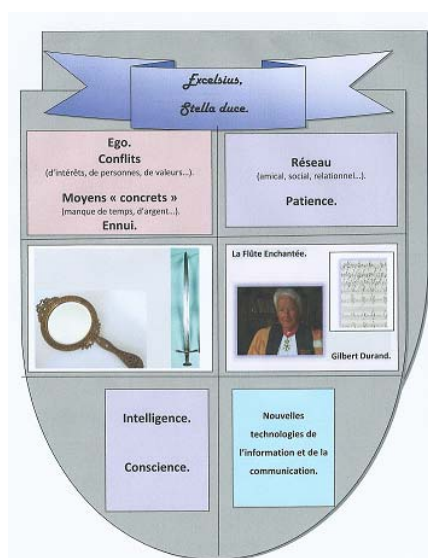 Excelsius,
Stella duce.
Ego.
Conflits
(d'intérêts, de personnes, de valeurs...).
Moyens « concrets »
(manque de temps, d'argent...).
Ennui.
Réseau
(amical, social, relationnel...).
Patience.
La Flûte Enchantée.
Gilbert Durand.
Intelligence.
Conscience.
Nouvelles
technologies de
l'information et de la
communication.